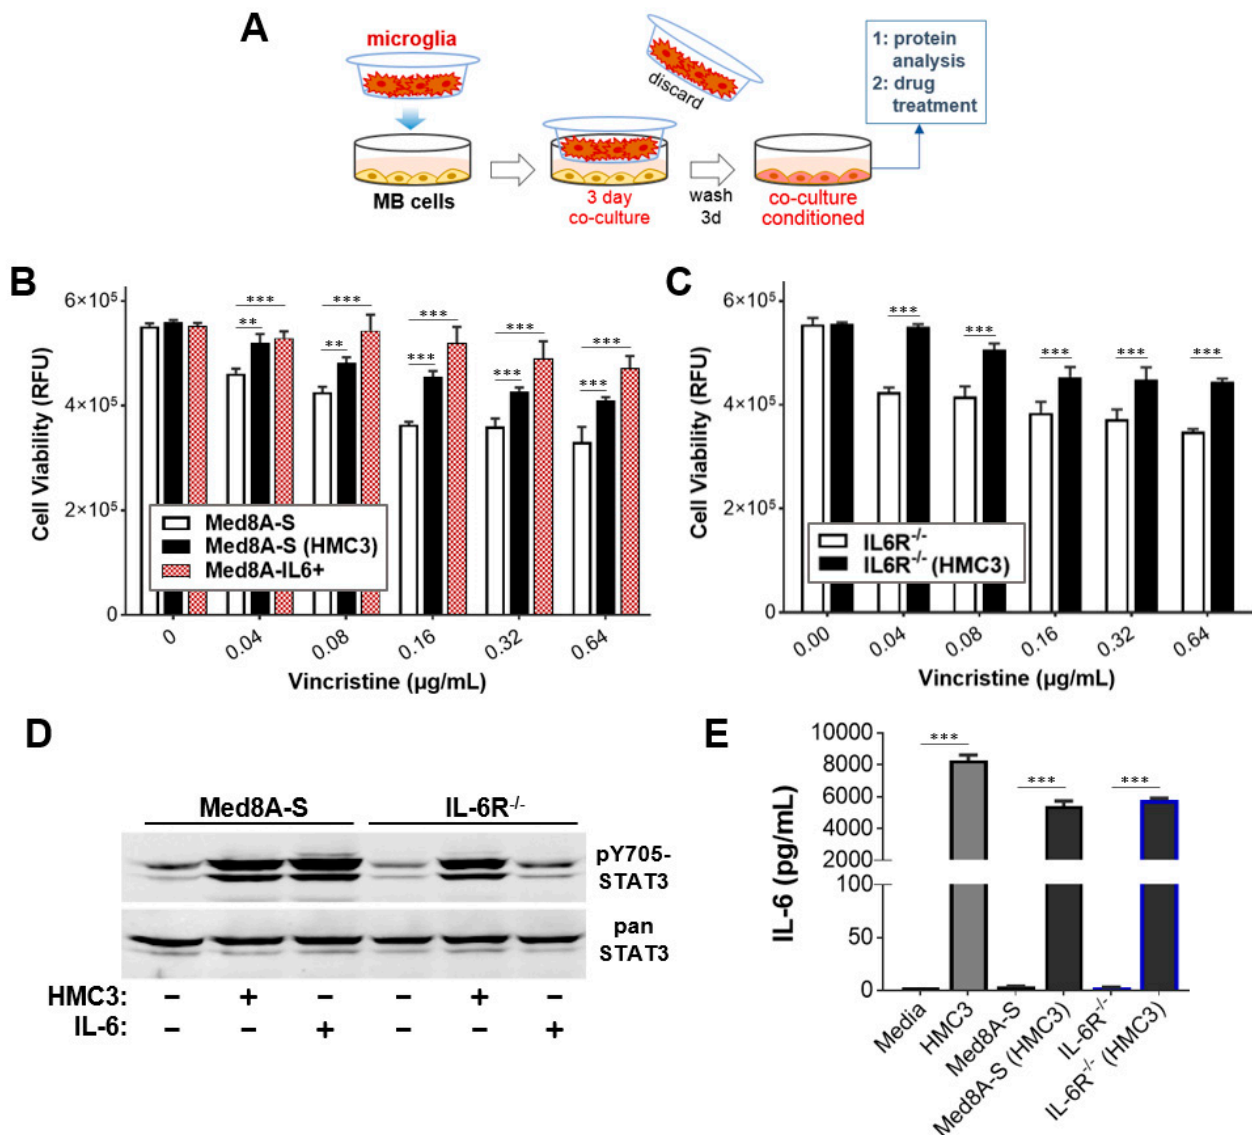 A
microglia
discard
1: protein
analysis
2: drug
treatment
MB cells
3 day
co-culture
wash
3d
co-culture
conditioned
B
Cell Viability (RFU)
6×10⁵
4×10⁵
2×10⁵
0
** ***
** ***
*** ***
*** ***
*** ***
Med8A-S
Med8A-S (HMC3)
Med8A-IL6+
0 0.04 0.08 0.16 0.32 0.64
Vincristine (µg/mL)
C
Cell Viability (RFU)
6×10⁵
4×10⁵
2×10⁵
0
*** *** *** *** ***
IL6R⁻/⁻
IL6R⁻/⁻ (HMC3)
0.00 0.04 0.08 0.16 0.32 0.64
Vincristine (µg/mL)
D
Med8A-S IL-6R⁻/⁻
pY705-
STAT3
pan
STAT3
HMC3: – + – – + –
IL-6: – – + – – +
E
IL-6 (pg/mL)
10000
8000
6000
4000
2000
100
50
0
*** *** ***
Media
HMC3
Med8A-S
Med8A-S (HMC3)
IL-6R⁻/⁻
IL-6R⁻/⁻ (HMC3)